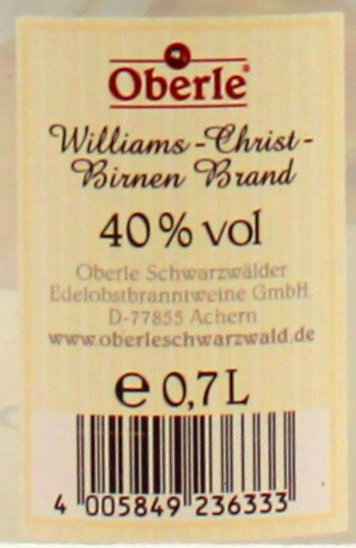 Oberle®
Williams-Christ-
Birnen Brand
40% vol
Oberle Schwarzwälder
Edelobstbranntweine GmbH.
D-77855 Achern
www.oberleschwarzwald.de
e 0,7L
4 005849 236333